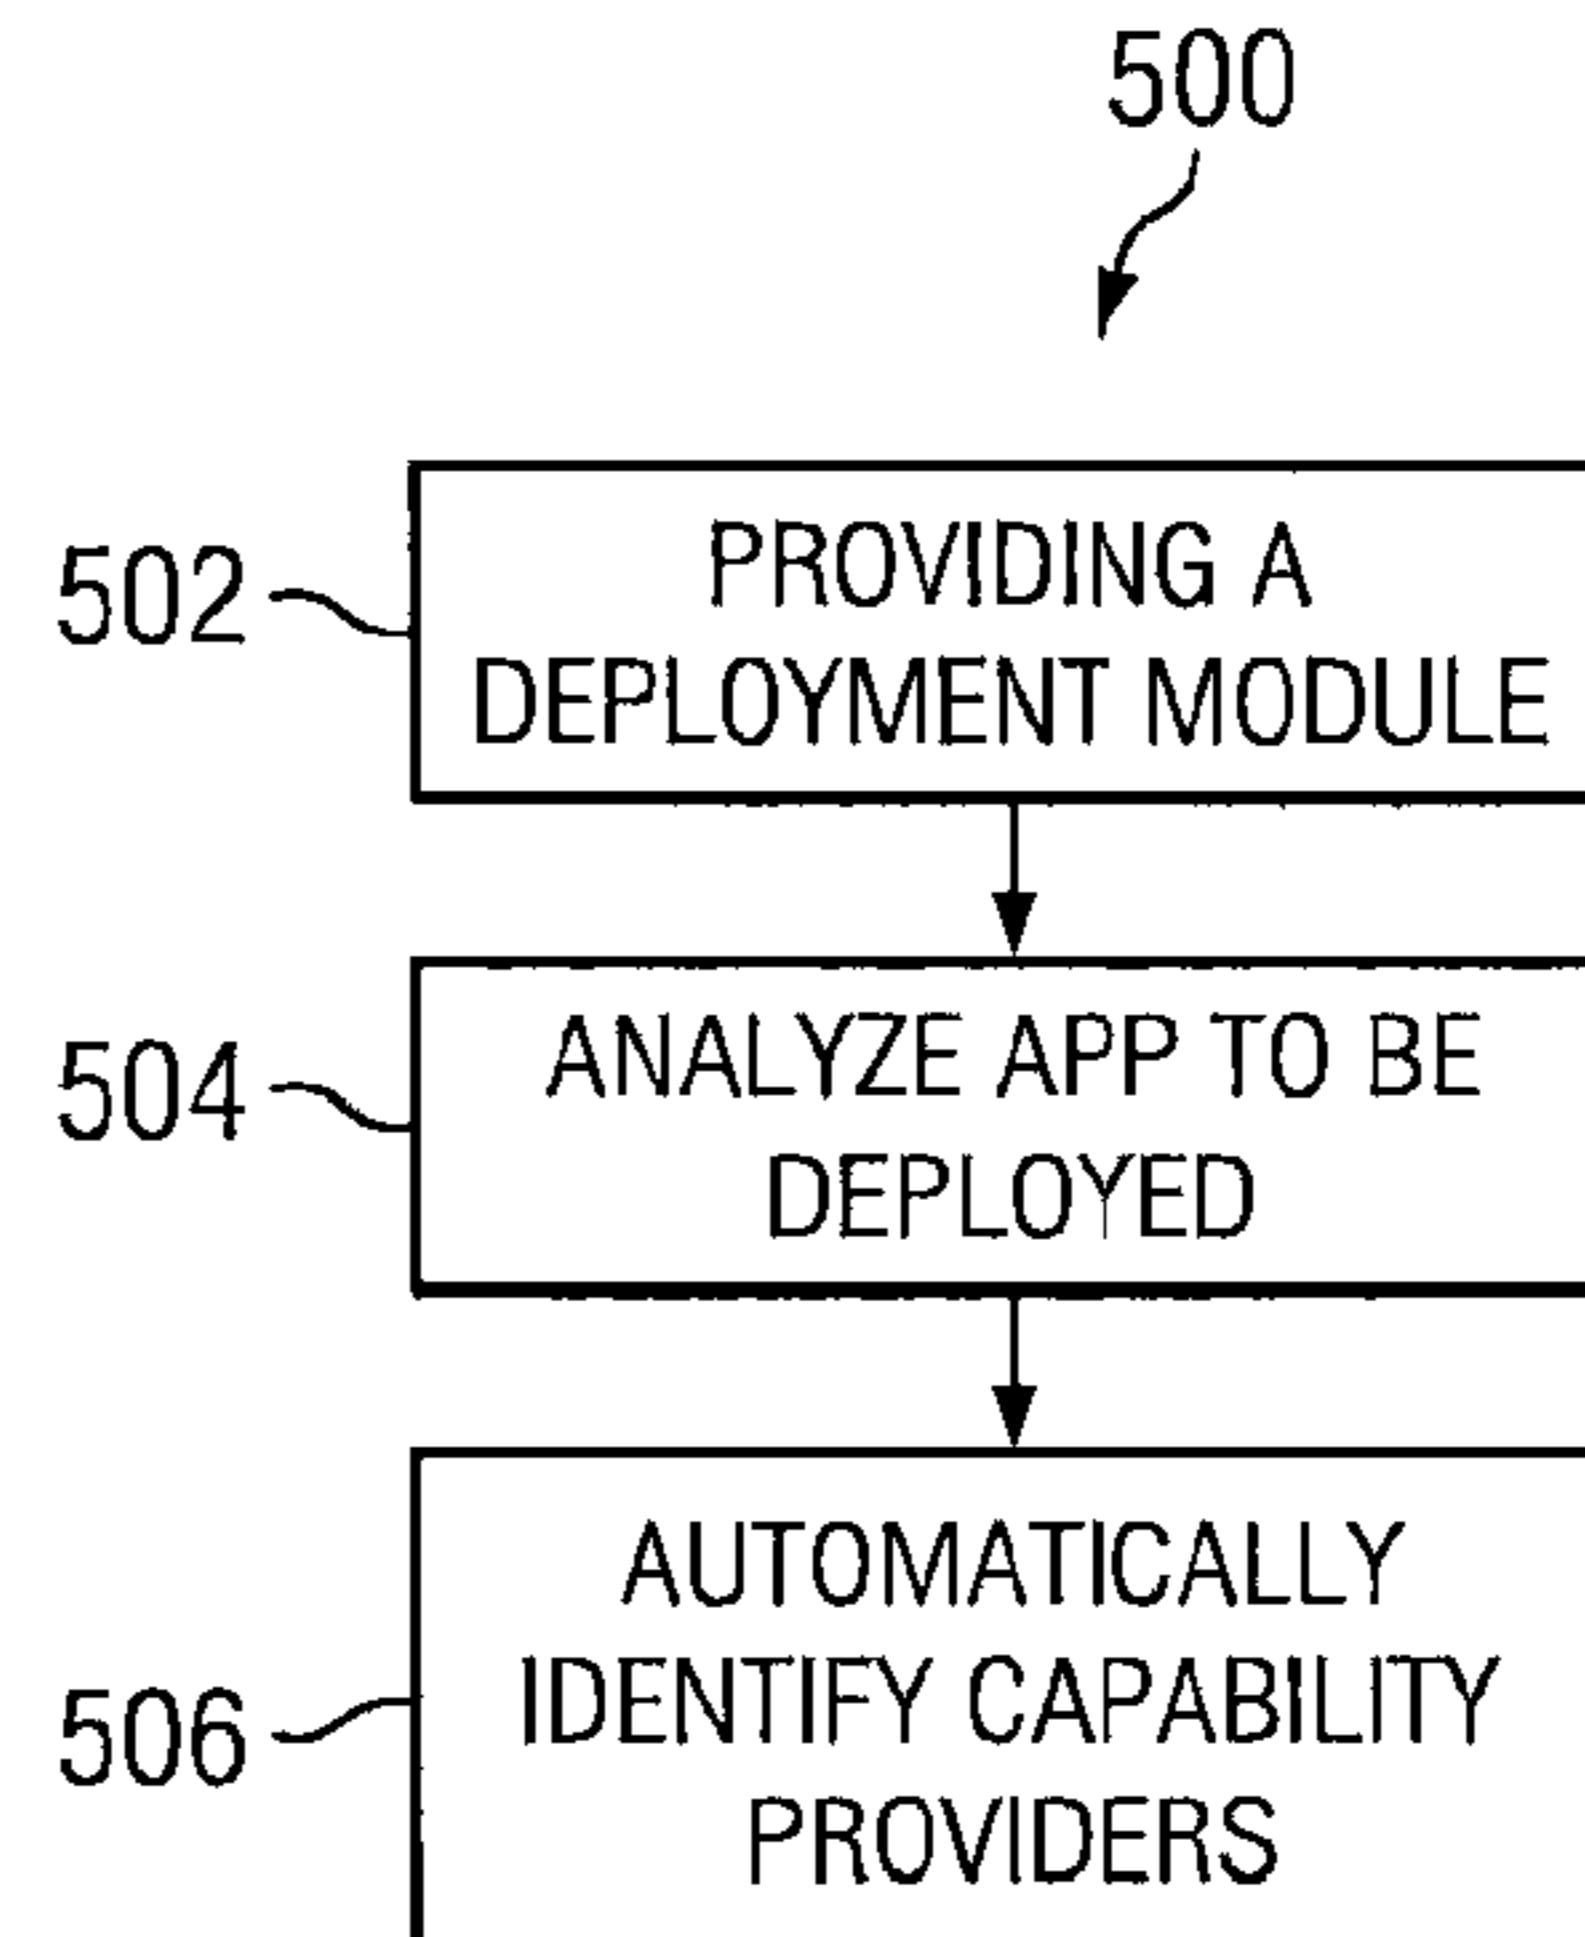 500
502
PROVIDING A
DEPLOYMENT MODULE
504
ANALYZE APP TO BE
DEPLOYED
506
AUTOMATICALLY
IDENTIFY CAPABILITY
PROVIDERS